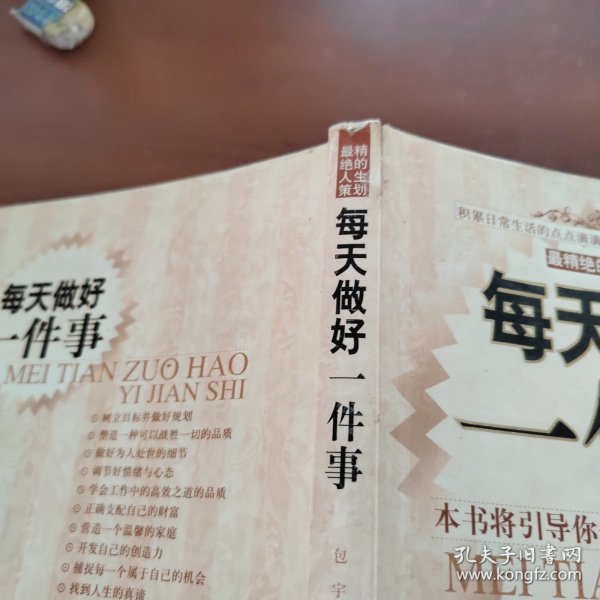 每天做好
一件事
MEI TIAN ZUO HAO
YI JIAN SHI
⊙树立目标并做好规划
⊙塑造一种可以战胜一切的品质
⊙做好为人处世的细节
⊙调节好情绪与心态
⊙学会工作中的高效之道的品质
⊙正确支配自己的财富
⊙营造一个温馨的家庭
⊙开发自己的创造力
⊙捕捉每一个属于自己的机会
⊙找到人生的真谛
最精
绝的
人生
策划
每天做好一件事
包宇
积累日常生活的点点滴滴
最精绝的
每天
一
本书将引导你
MEI TIA
孔夫子旧书网
www.kongfz.com